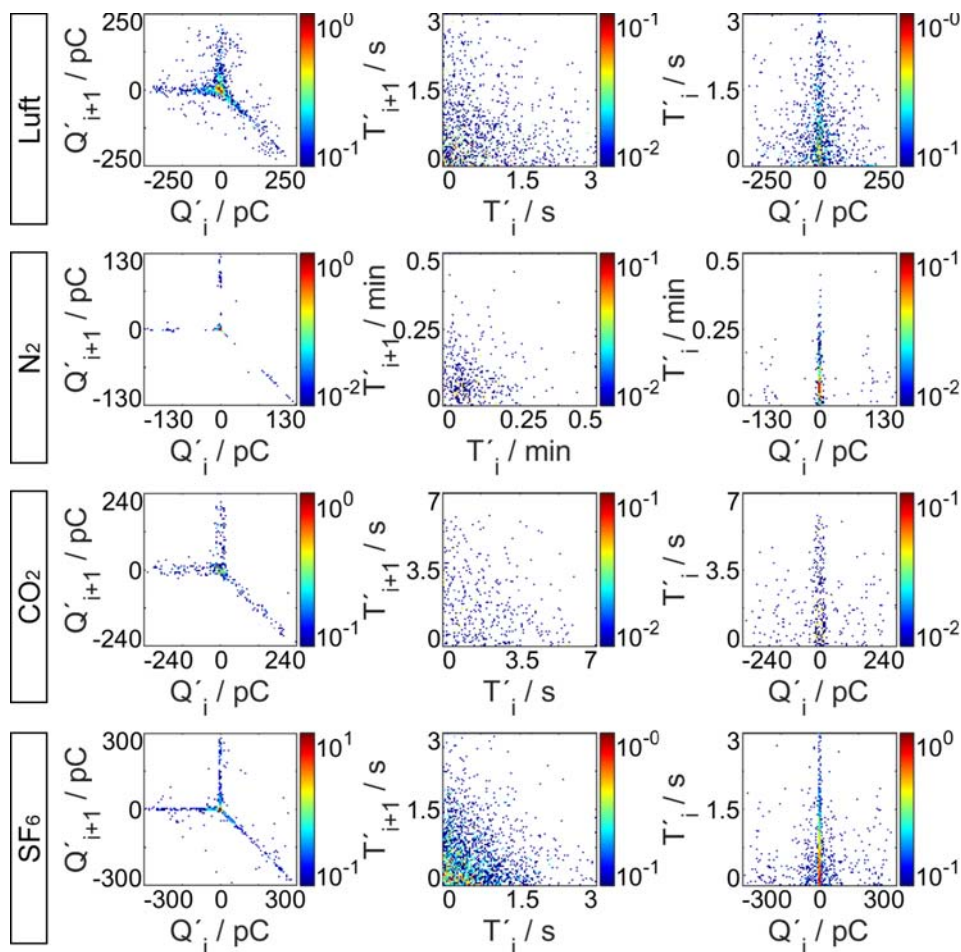 Luft
Q´i+1 / pC
250
0
-250
-250 0 250
Q´i / pC
10^0
10^-1
T´i+1 / s
3
1.5
0
0 1.5 3
T´i / s
10^-1
10^-2
T´i / s
3
1.5
0
-250 0 250
Q´i / pC
10^-0
10^-1
N2
Q´i+1 / pC
130
0
-130
-130 0 130
Q´i / pC
10^0
10^-2
T´i+1 / min
0.5
0.25
0
0 0.25 0.5
T´i / min
10^-1
10^-2
T´i / min
0.5
0.25
0
-130 0 130
Q´i / pC
10^-1
10^-2
CO2
Q´i+1 / pC
240
0
-240
-240 0 240
Q´i / pC
10^0
10^-1
T´i+1 / s
7
3.5
0
0 3.5 7
T´i / s
10^-1
10^-2
T´i / s
7
3.5
0
-240 0 240
Q´i / pC
10^-1
10^-2
SF6
Q´i+1 / pC
300
0
-300
-300 0 300
Q´i / pC
10^1
10^-1
T´i+1 / s
3
1.5
0
0 1.5 3
T´i / s
10^-0
10^-1
T´i / s
3
1.5
0
-300 0 300
Q´i / pC
10^0
10^-1